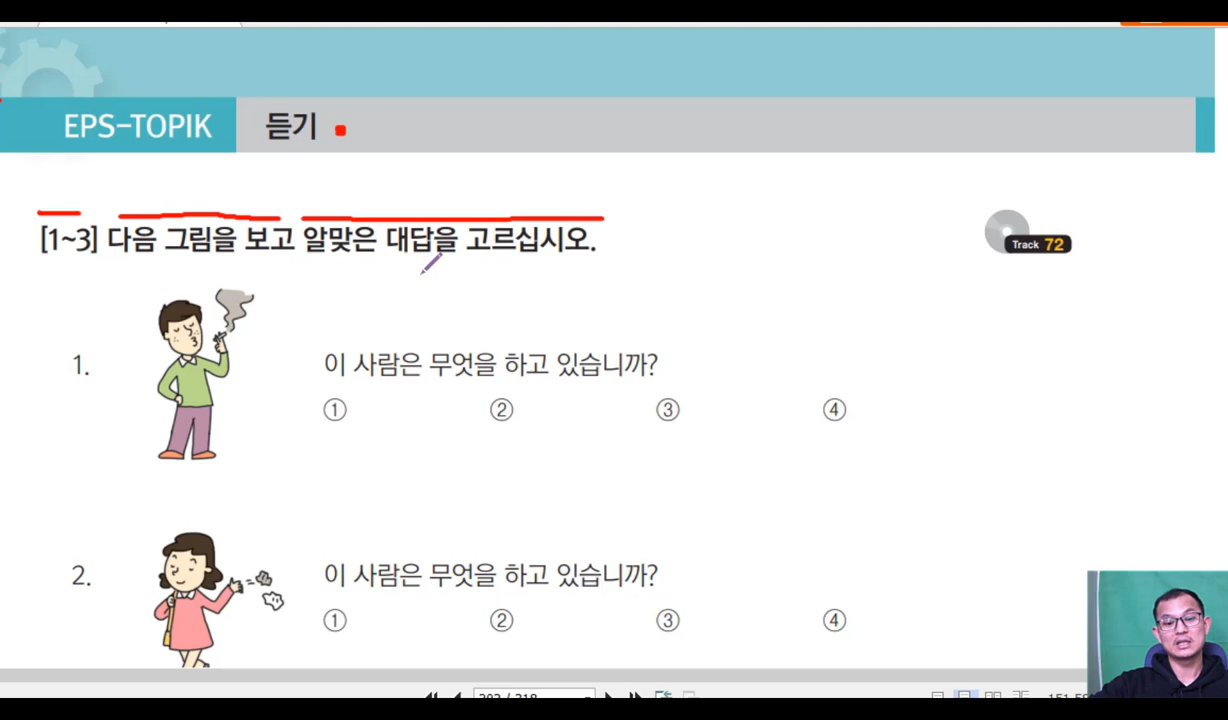 EPS-TOPIK 듣기
[1~3] 다음 그림을 보고 알맞은 대답을 고르십시오.
Track 72
1. 이 사람은 무엇을 하고 있습니까?
① ② ③ ④
2. 이 사람은 무엇을 하고 있습니까?
① ② ③ ④